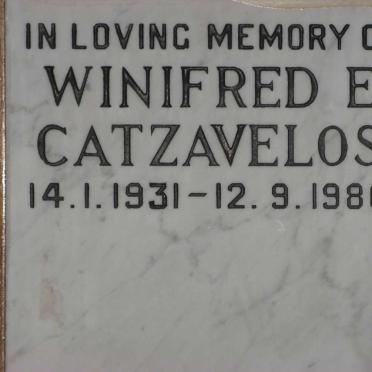 IN LOVING MEMORY
WINIFRED E
CATZAVELOS
14.1.1931-12.9.198